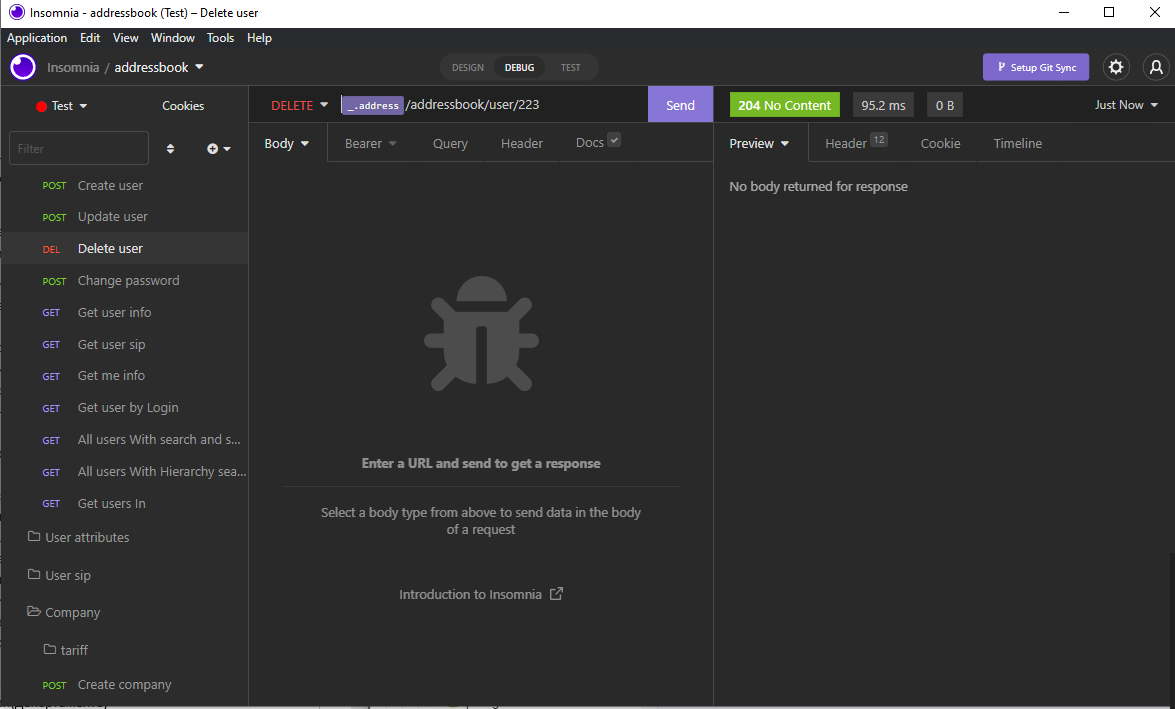 Insomnia - addressbook (Test) – Delete user
Application Edit View Window Tools Help
Insomnia / addressbook
DESIGN DEBUG TEST
Setup Git Sync
Test Cookies
DELETE _.address /addressbook/user/223 Send
204 No Content 95.2 ms 0 B Just Now
Filter
Body Bearer Query Header Docs
Preview Header 12 Cookie Timeline
POST Create user
POST Update user
DEL Delete user
POST Change password
GET Get user info
GET Get user sip
GET Get me info
GET Get user by Login
GET All users With search and s...
GET All users With Hierarchy sea...
GET Get users In
User attributes
User sip
Company
tariff
POST Create company
Enter a URL and send to get a response
Select a body type from above to send data in the body
of a request
Introduction to Insomnia
No body returned for response